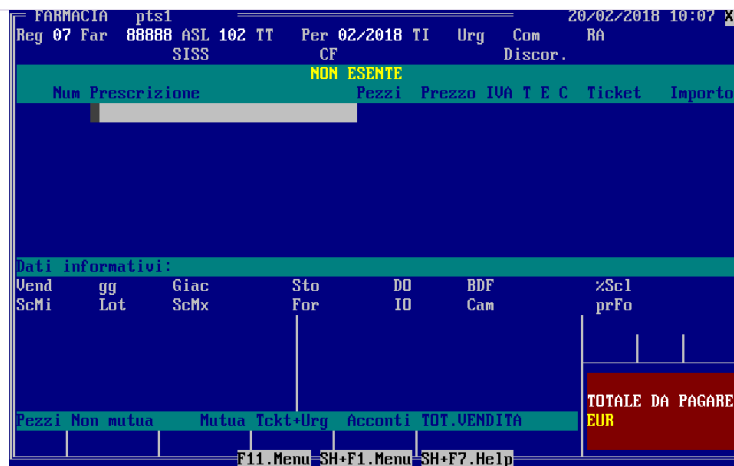 FARMACIA pts1 20/02/2018 10:07 X
Reg 07 Far 88888 ASL 102 TT Per 02/2018 TI Urg Com RA
SISS CF Discor.
NON ESENTE
Num Prescrizione Pezzi Prezzo IVA T E C Ticket Importo
Dati informativi:
Vend gg Giac Sto DO BDF %Scl
ScMi Lot ScMx For IO Cam prFo
TOTALE DA PAGARE
Pezzi Non mutua Mutua Tckt+Urg Acconti TOT.VENDITA EUR
F11.Menu SH+F1.Menu SH+F7.Help